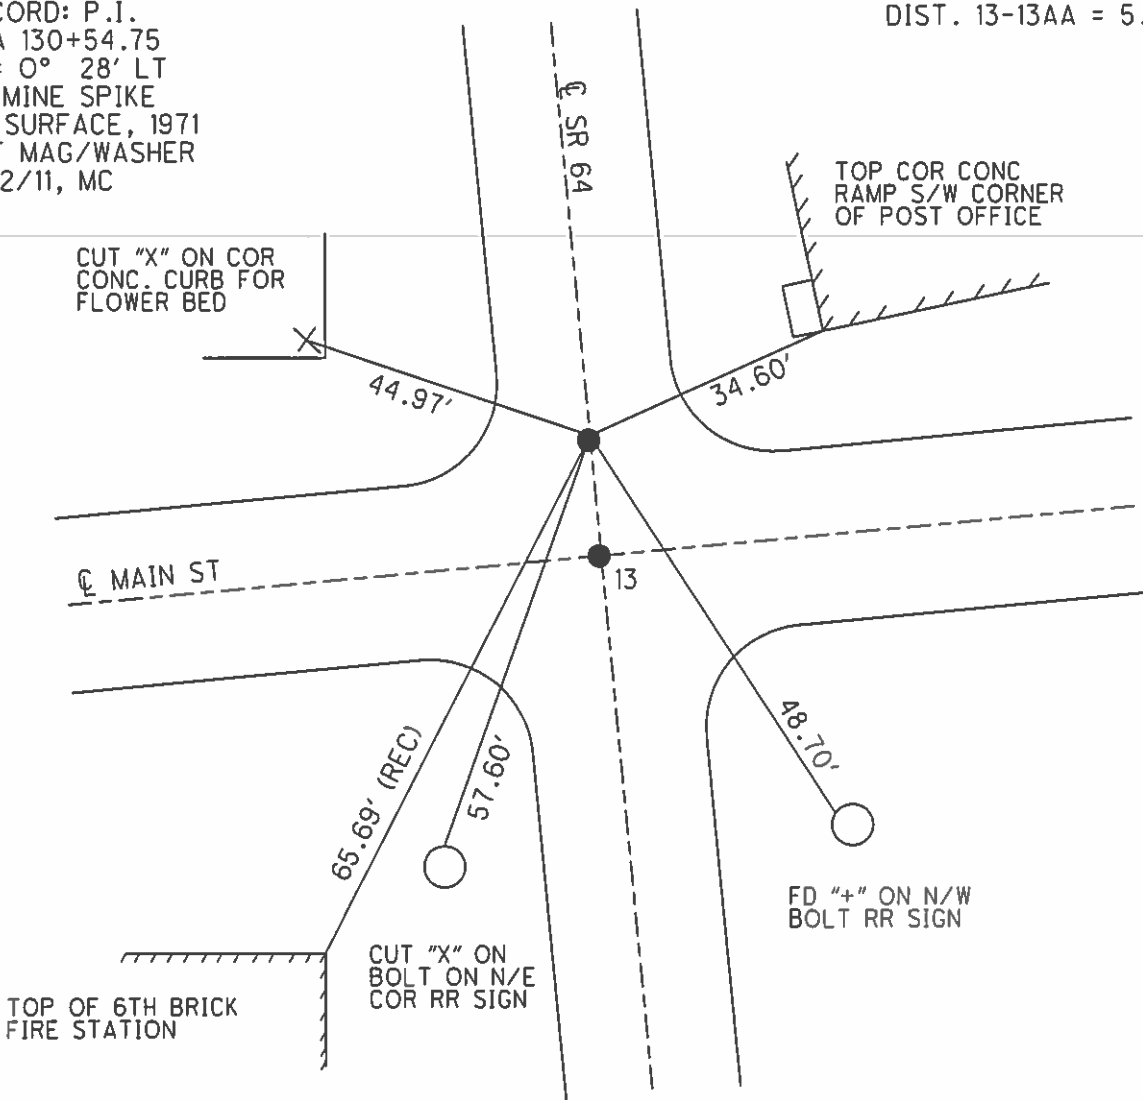 CORD: P.I.
A 130+54.75
= 0° 28' LT
MINE SPIKE
SURFACE, 1971
T MAG/WASHER
2/11, MC
DIST. 13-13AA = 5.
℄ SR 64
TOP COR CONC
RAMP S/W CORNER
OF POST OFFICE
CUT "X" ON COR
CONC. CURB FOR
FLOWER BED
44.97'
34.60'
℄ MAIN ST
13
65.69' (REC)
57.60'
48.70'
FD "+" ON N/W
BOLT RR SIGN
CUT "X" ON
BOLT ON N/E
COR RR SIGN
TOP OF 6TH BRICK
FIRE STATION